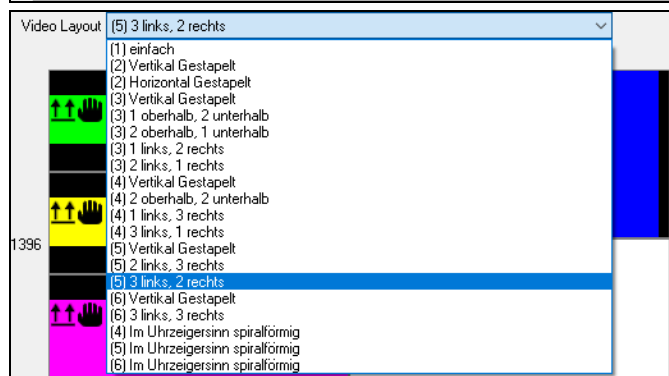 Video Layout (5) 3 links, 2 rechts
(1) einfach
(2) Vertikal Gestapelt
(2) Horizontal Gestapelt
(3) Vertikal Gestapelt
(3) 1 oberhalb, 2 unterhalb
(3) 2 oberhalb, 1 unterhalb
(3) 1 links, 2 rechts
(3) 2 links, 1 rechts
(4) Vertikal Gestapelt
(4) 2 oberhalb, 2 unterhalb
(4) 1 links, 3 rechts
(4) 3 links, 1 rechts
1396
(5) Vertikal Gestapelt
(5) 2 links, 3 rechts
(5) 3 links, 2 rechts
(6) Vertikal Gestapelt
(6) 3 links, 3 rechts
(4) Im Uhrzeigersinn spiralförmig
(5) Im Uhrzeigersinn spiralförmig
(6) Im Uhrzeigersinn spiralförmig